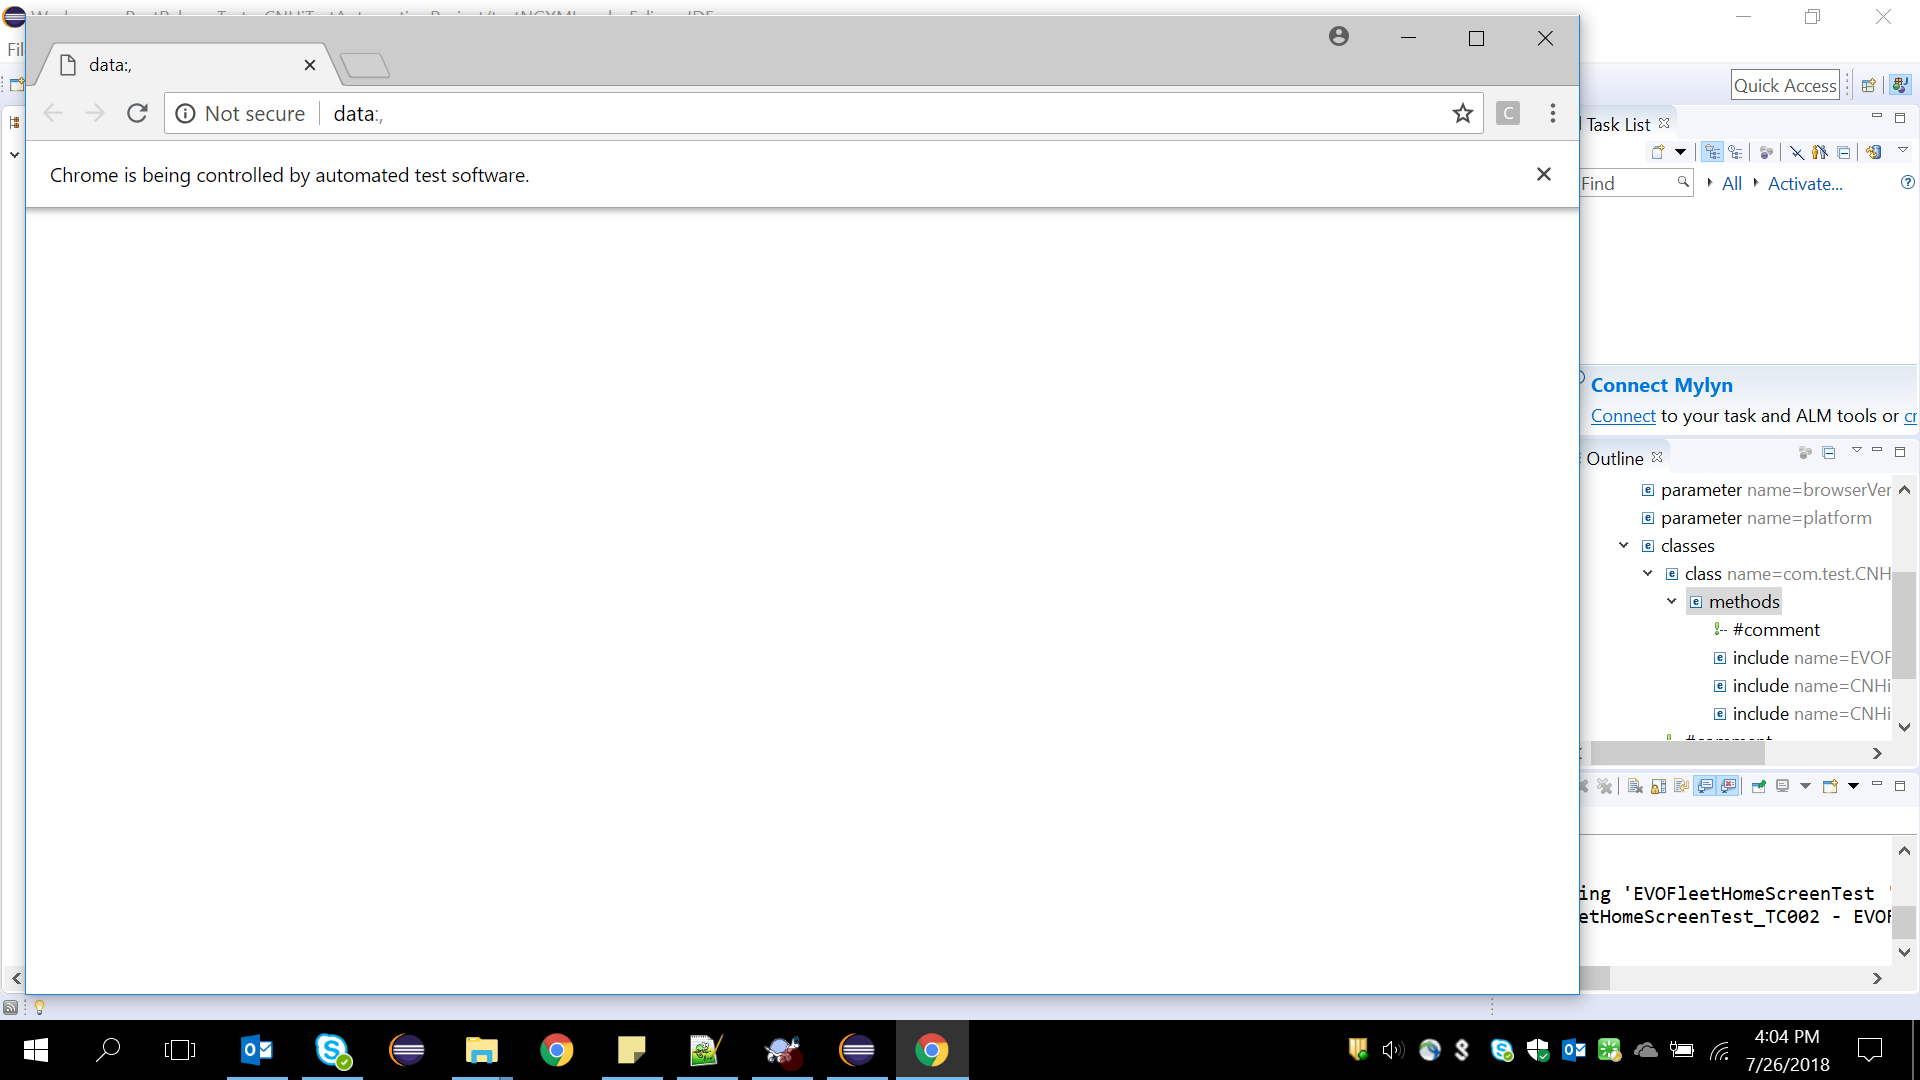 Fil
data:,
Not secure
data:,
C
Chrome is being controlled by automated test software.
Quick Access
Task List
Find
All
Activate...
Connect Mylyn
Connect to your task and ALM tools or cr
Outline
parameter name=browserVer
parameter name=platform
classes
class name=com.test.CNH
methods
#comment
include name=EVOF
include name=CNHi
include name=CNHi
ing 'EVOFleetHomeScreenTest '
etHomeScreenTest_TC002 - EVOF
4:04 PM
7/26/2018